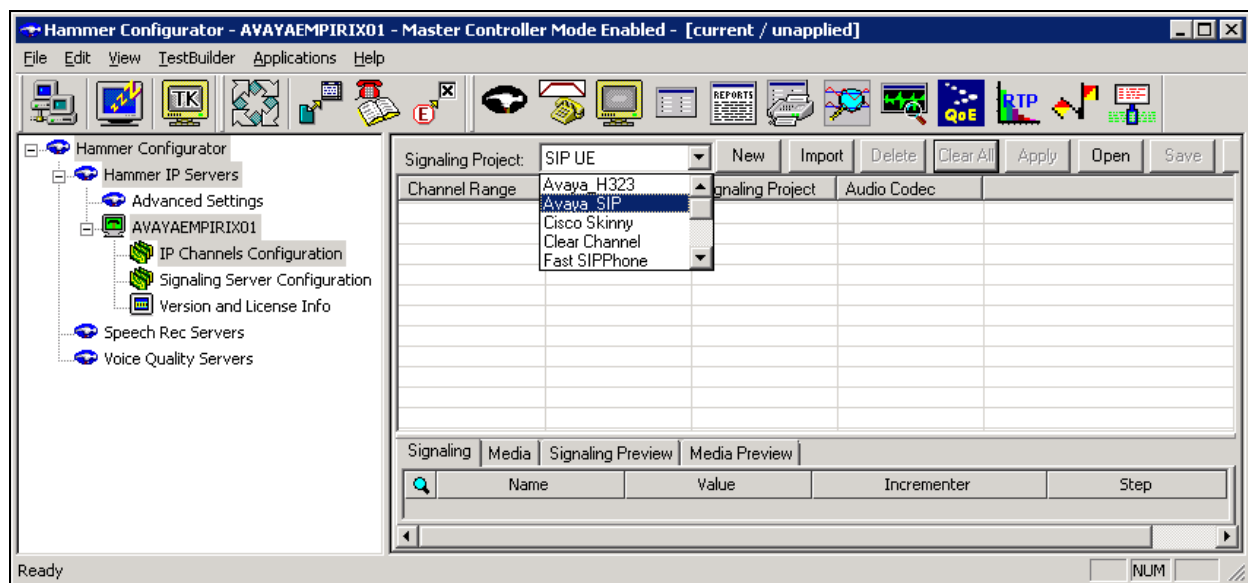 Hammer Configurator - AVAYAEMPIRIX01 - Master Controller Mode Enabled - [current / unapplied]
File Edit View TestBuilder Applications Help
TK E REPORTS QoE RTP
Hammer Configurator
Hammer IP Servers
Advanced Settings
AVAYAEMPIRIX01
IP Channels Configuration
Signaling Server Configuration
Version and License Info
Speech Rec Servers
Voice Quality Servers
Signaling Project: SIP UE New Import Delete Clear All Apply Open Save
Channel Range gnaling Project Audio Codec
Avaya_H323
Avaya_SIP
Cisco Skinny
Clear Channel
Fast SIPPhone
Signaling Media Signaling Preview Media Preview
Name Value Incrementer Step
Ready NUM